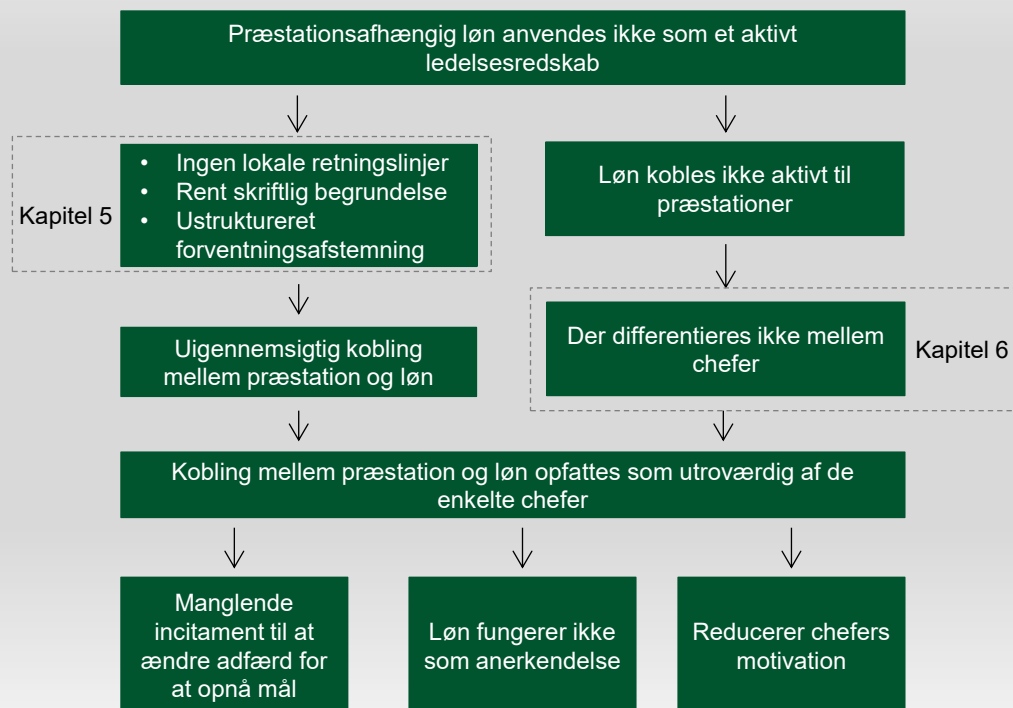 Præstationsafhængig løn anvendes ikke som et aktivt
ledelsesredskab
Kapitel 5
• Ingen lokale retningslinjer
• Rent skriftlig begrundelse
• Ustruktureret
forventningsafstemning
Løn kobles ikke aktivt til
præstationer
Uigennemsigtig kobling
mellem præstation og løn
Der differentieres ikke mellem
chefer
Kapitel 6
Kobling mellem præstation og løn opfattes som utroværdig af de
enkelte chefer
Manglende
incitament til at
ændre adfærd for
at opnå mål
Løn fungerer ikke
som anerkendelse
Reducerer chefers
motivation